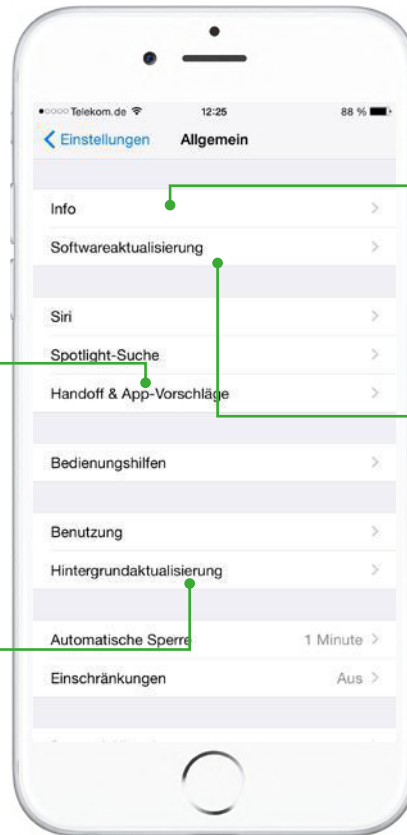 Telekom.de 12:25 88 %
Einstellungen Allgemein
Info
Softwareaktualisierung
Siri
Spotlight-Suche
Handoff & App-Vorschläge
Bedienungshilfen
Benutzung
Hintergrundaktualisierung
Automatische Sperre 1 Minute
Einschränkungen Aus